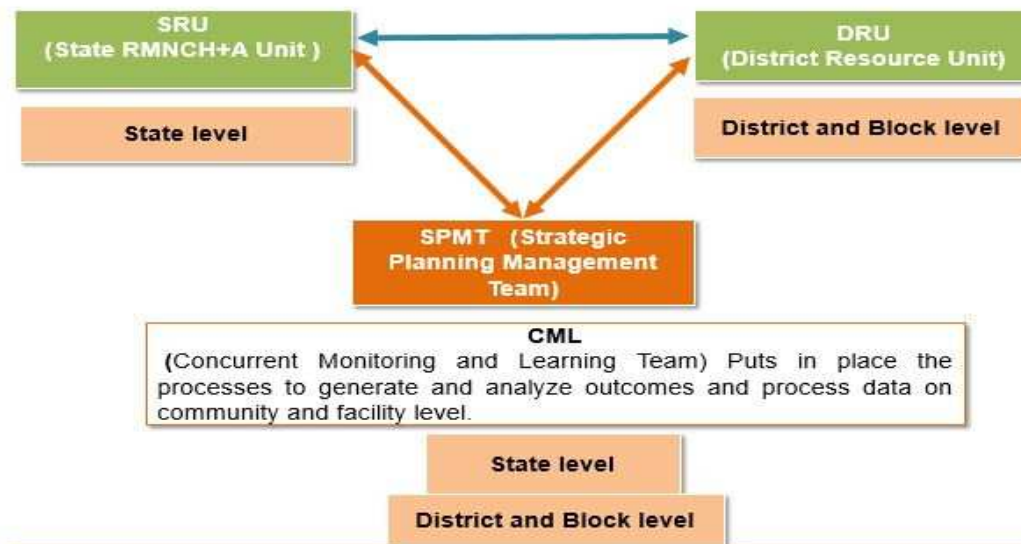 SRU
(State RMNCH+A Unit )
DRU
(District Resource Unit)
State level
District and Block level
SPMT (Strategic
Planning Management
Team)
CML
(Concurrent Monitoring and Learning Team) Puts in place the
processes to generate and analyze outcomes and process data on
community and facility level.
State level
District and Block level